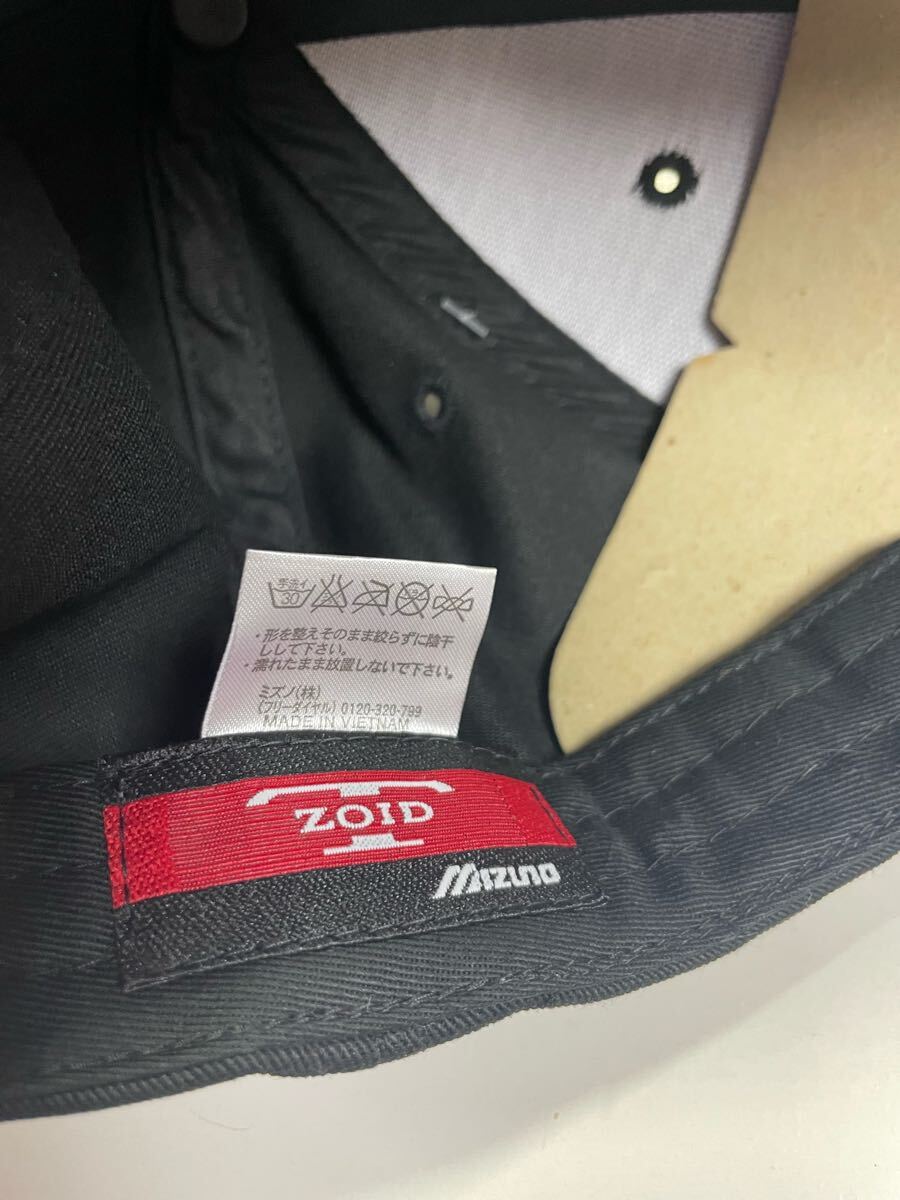 手洗イ
30
・形を整えそのまま絞らずに陰干
しして下さい。
・濡れたまま放置しないで下さい。
ミズノ(株)
(フリーダイヤル) 0120-320-799
MADE IN VIETNAM
ZOID
MIZUNO